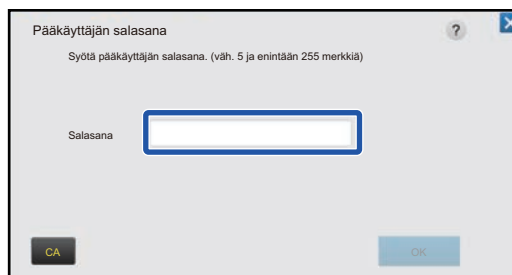 Pääkäyttäjän salasana
?
Syötä pääkäyttäjän salasana. (väh. 5 ja enintään 255 merkkiä)
Salasana
CA
OK